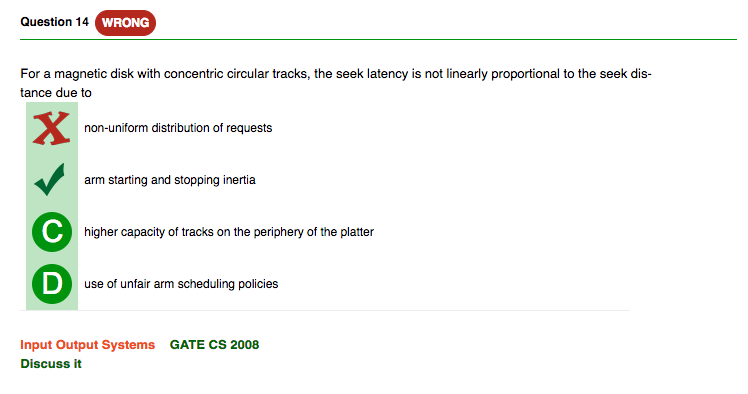 Question 14 WRONG
For a magnetic disk with concentric circular tracks, the seek latency is not linearly proportional to the seek dis-
tance due to
X non-uniform distribution of requests
arm starting and stopping inertia
C higher capacity of tracks on the periphery of the platter
D use of unfair arm scheduling policies
Input Output Systems GATE CS 2008
Discuss it